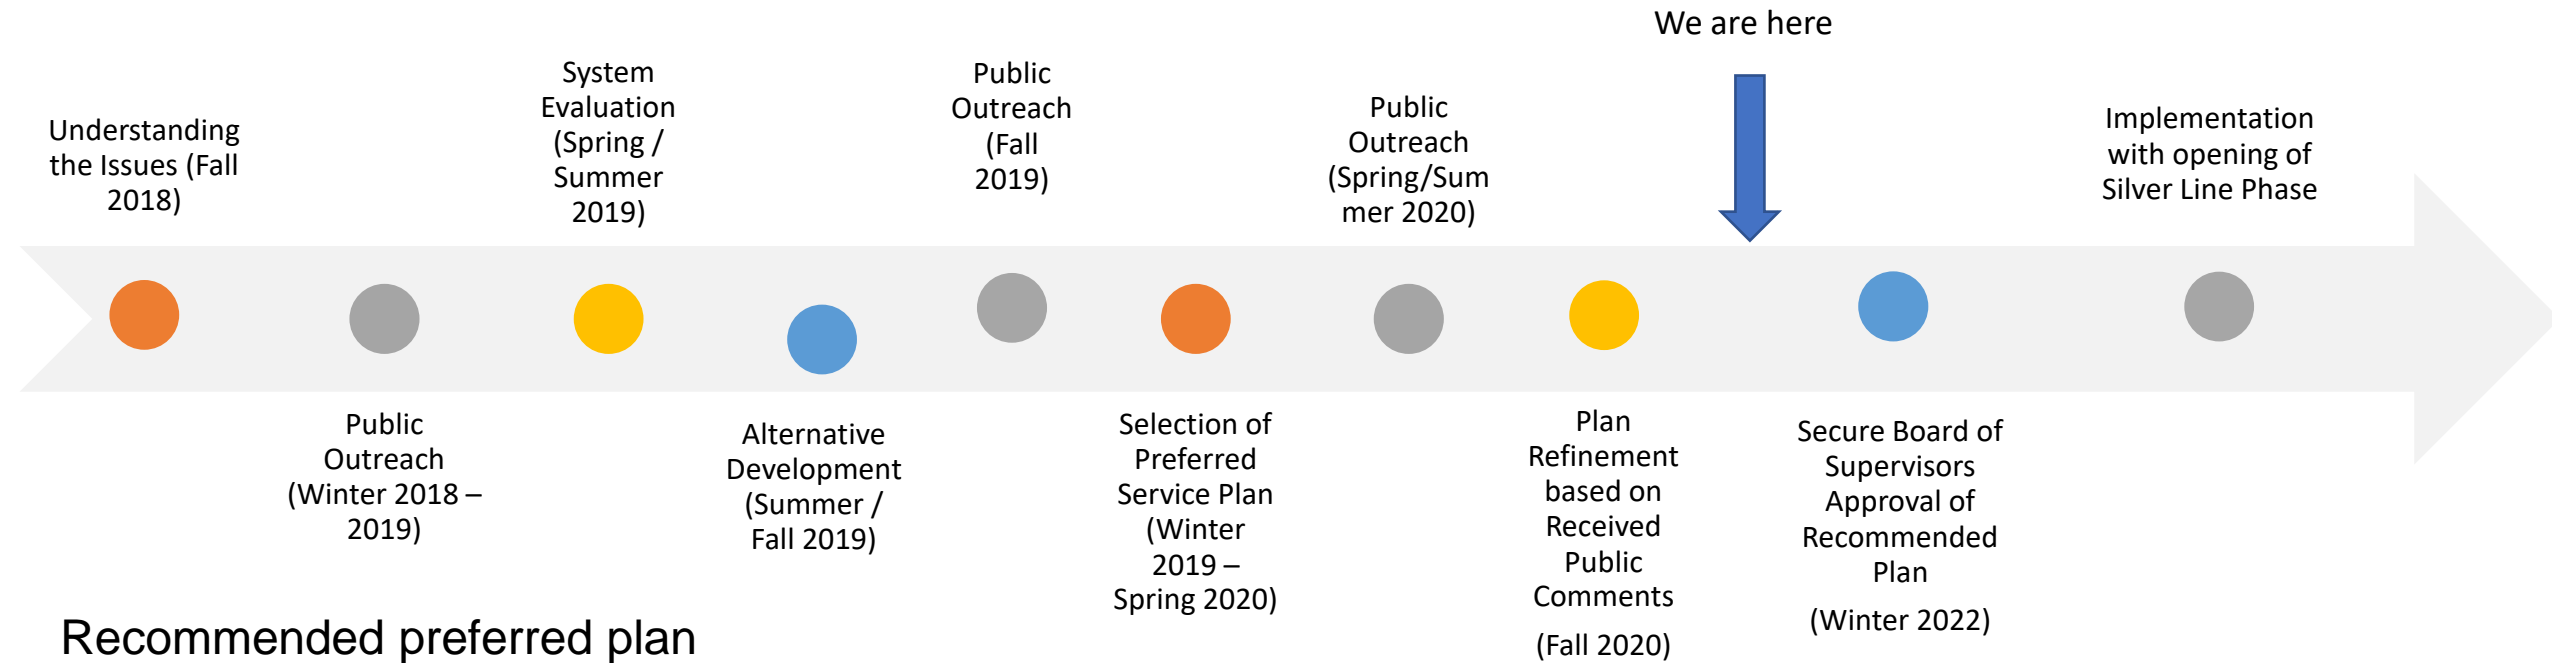 We are here
Understanding
the Issues (Fall
2018)
Public
Outreach
(Winter 2018 –
2019)
System
Evaluation
(Spring /
Summer
2019)
Alternative
Development
(Summer /
Fall 2019)
Public
Outreach
(Fall
2019)
Selection of
Preferred
Service Plan
(Winter
2019 –
Spring 2020)
Public
Outreach
(Spring/Sum
mer 2020)
Plan
Refinement
based on
Received
Public
Comments
(Fall 2020)
Secure Board of
Supervisors
Approval of
Recommended
Plan
(Winter 2022)
Implementation
with opening of
Silver Line Phase
Recommended preferred plan